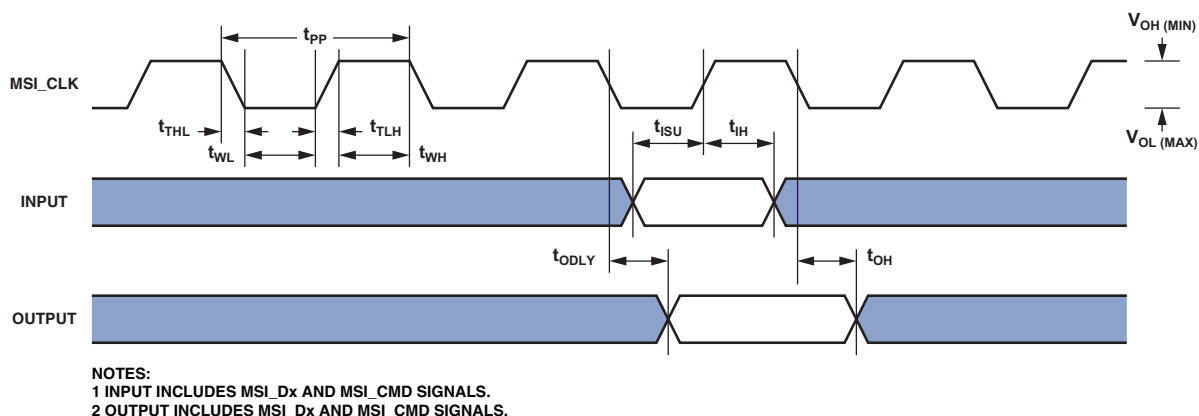 tPP
VOH (MIN)
MSI_CLK
tTHL
tTLH
tISU
tIH
tWL
tWH
VOL (MAX)
INPUT
tODLY
tOH
OUTPUT
NOTES:
1 INPUT INCLUDES MSI_Dx AND MSI_CMD SIGNALS.
2 OUTPUT INCLUDES MSI_Dx AND MSI_CMD SIGNALS.